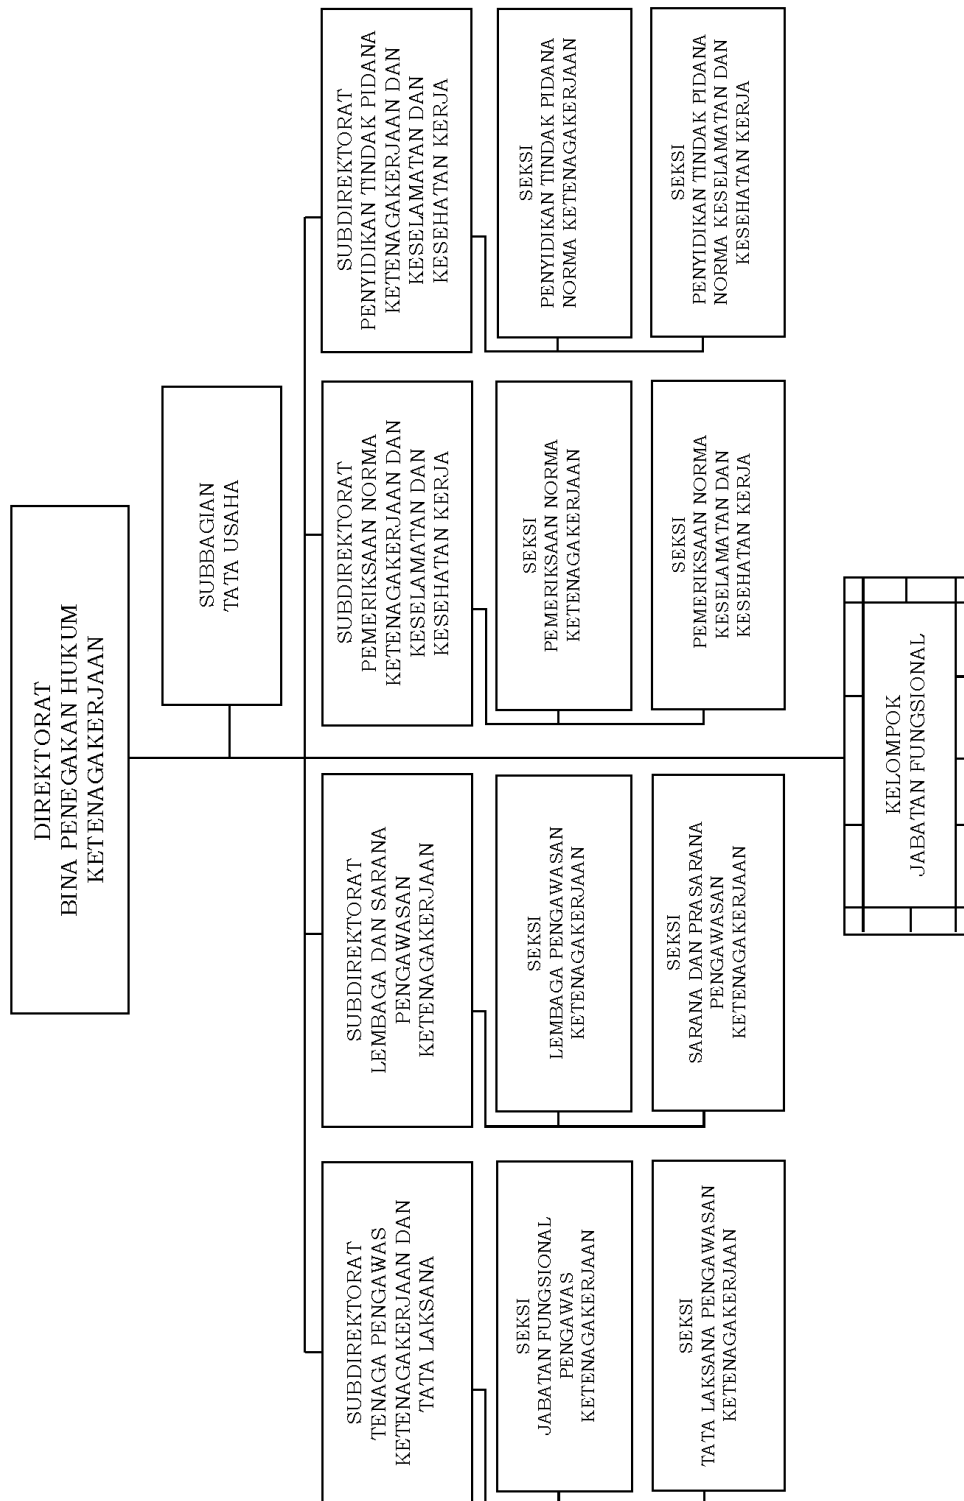 DIREKTORAT
BINA PENEGAKAN HUKUM
KETENAGAKERJAAN
SUBBAGIAN
TATA USAHA
SUBDIREKTORAT
TENAGA PENGAWAS
KETENAGAKERJAAN DAN
TATA LAKSANA
SUBDIREKTORAT
LEMBAGA DAN SARANA
PENGAWASAN
KETENAGAKERJAAN
SUBDIREKTORAT
PEMERIKSAAN NORMA
KETENAGAKERJAAN DAN
KESELAMATAN DAN
KESEHATAN KERJA
SUBDIREKTORAT
PENYIDIKAN TINDAK PIDANA
KETENAGAKERJAAN DAN
KESELAMATAN DAN
KESEHATAN KERJA
SEKSI
JABATAN FUNGSIONAL
PENGAWAS
KETENAGAKERJAAN
SEKSI
LEMBAGA PENGAWASAN
KETENAGAKERJAAN
SEKSI
PEMERIKSAAN NORMA
KETENAGAKERJAAN
SEKSI
PENYIDIKAN TINDAK PIDANA
NORMA KETENAGAKERJAAN
SEKSI
TATA LAKSANA PENGAWASAN
KETENAGAKERJAAN
SEKSI
SARANA DAN PRASARANA
PENGAWASAN
KETENAGAKERJAAN
SEKSI
PEMERIKSAAN NORMA
KESELAMATAN DAN
KESEHATAN KERJA
SEKSI
PENYIDIKAN TINDAK PIDANA
NORMA KESELAMATAN DAN
KESEHATAN KERJA
KELOMPOK
JABATAN FUNGSIONAL